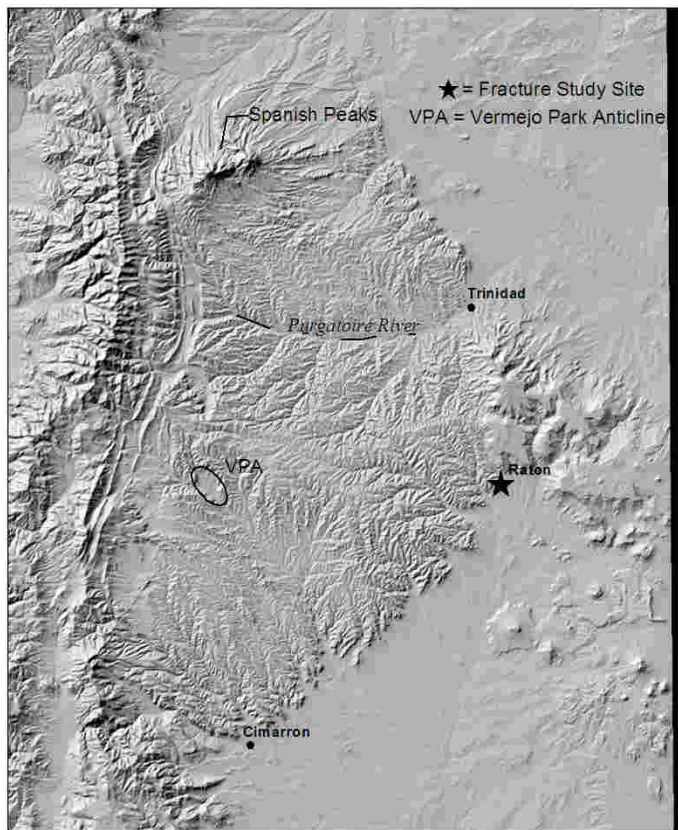 ★ = Fracture Study Site
Spanish Peaks
VPA = Vermejo Park Anticline
Trinidad
Purgatoire River
VPA
Raton
Cimarron